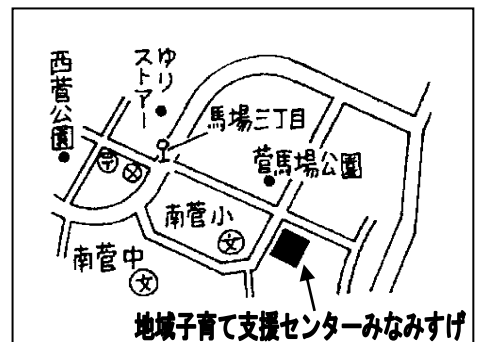 西菅公園
ゆり
ストアー
馬場三丁目
菅馬場公園
南菅小
文
南菅中
文
地域子育て支援センターみなみすげ